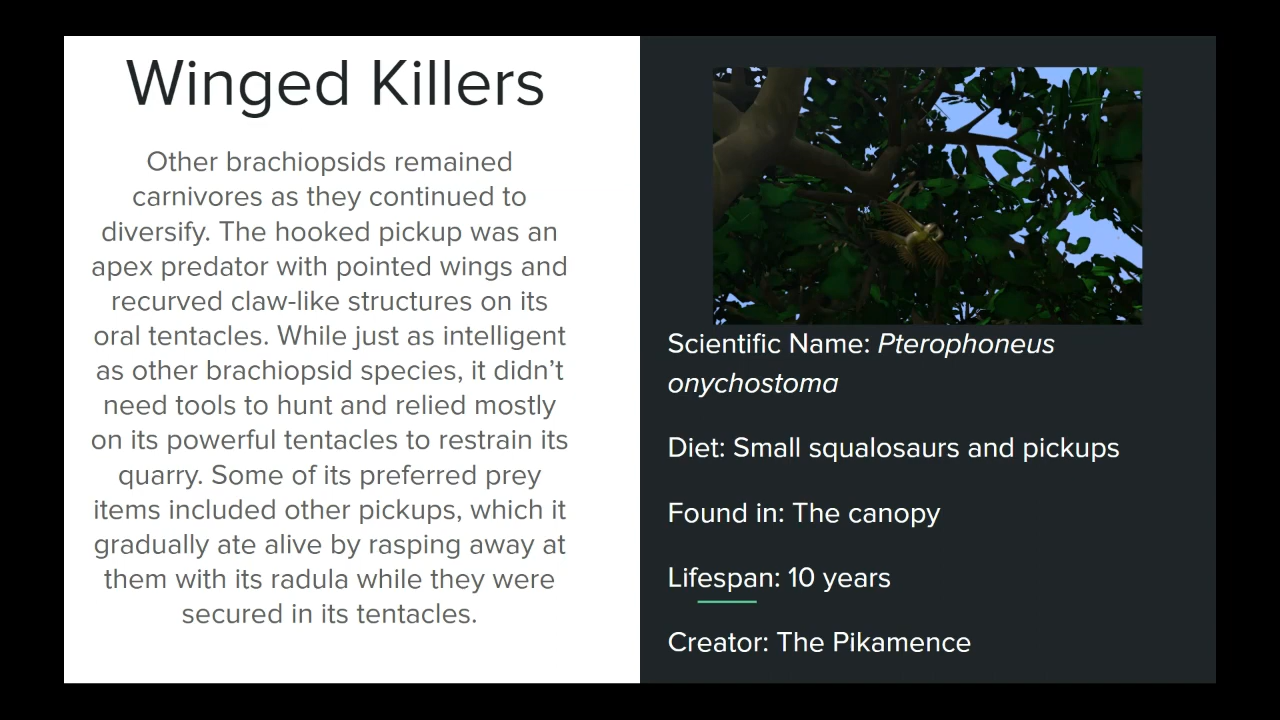 Winged Killers
Other brachiopsids remained
carnivores as they continued to
diversify. The hooked pickup was an
apex predator with pointed wings and
recurved claw-like structures on its
oral tentacles. While just as intelligent
as other brachiopsid species, it didn’t
need tools to hunt and relied mostly
on its powerful tentacles to restrain its
quarry. Some of its preferred prey
items included other pickups, which it
gradually ate alive by rasping away at
them with its radula while they were
secured in its tentacles.
Scientific Name: Pterophoneus
onychostoma
Diet: Small squalosaurs and pickups
Found in: The canopy
Lifespan: 10 years
Creator: The Pikamence